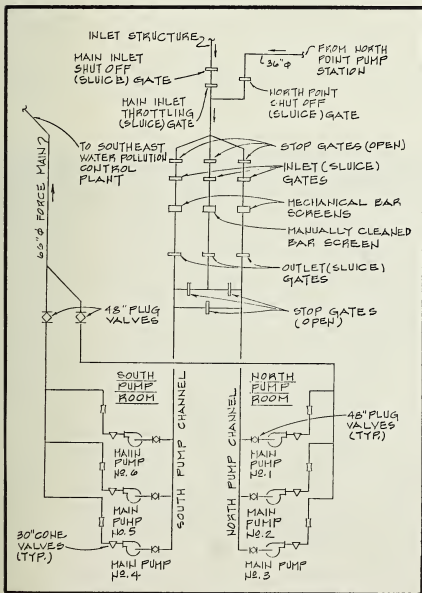 INLET STRUCTURE
MAIN INLET
SHUT OFF
(SLUICE) GATE
FROM NORTH
POINT PUMP
STATION
36"φ
MAIN INLET
THROTTLING
(SLUICE) GATE
NORTH POINT
SHUT OFF
(SLUICE) GATE
TO SOUTHEAST
WATER POLLUTION
CONTROL
PLANT
STOP GATES (OPEN)
INLET (SLUICE)
GATES
MECHANICAL BAR
SCREENS
MANUALLY CLEANED
BAR SCREEN
66"φ FORCE MAIN
OUTLET (SLUICE)
GATES
48" PLUG
VALVES
STOP GATES
(OPEN)
SOUTH
PUMP
ROOM
NORTH
PUMP
ROOM
SOUTH PUMP CHANNEL
NORTH PUMP CHANNEL
48" PLUG
VALVES
(TYP.)
MAIN
PUMP
NO. 6
MAIN
PUMP
NO. 1
MAIN
PUMP
NO. 5
MAIN
PUMP
NO. 2
30" CONE
VALVES
(TYP.)
MAIN PUMP
NO. 4
MAIN PUMP
NO. 3